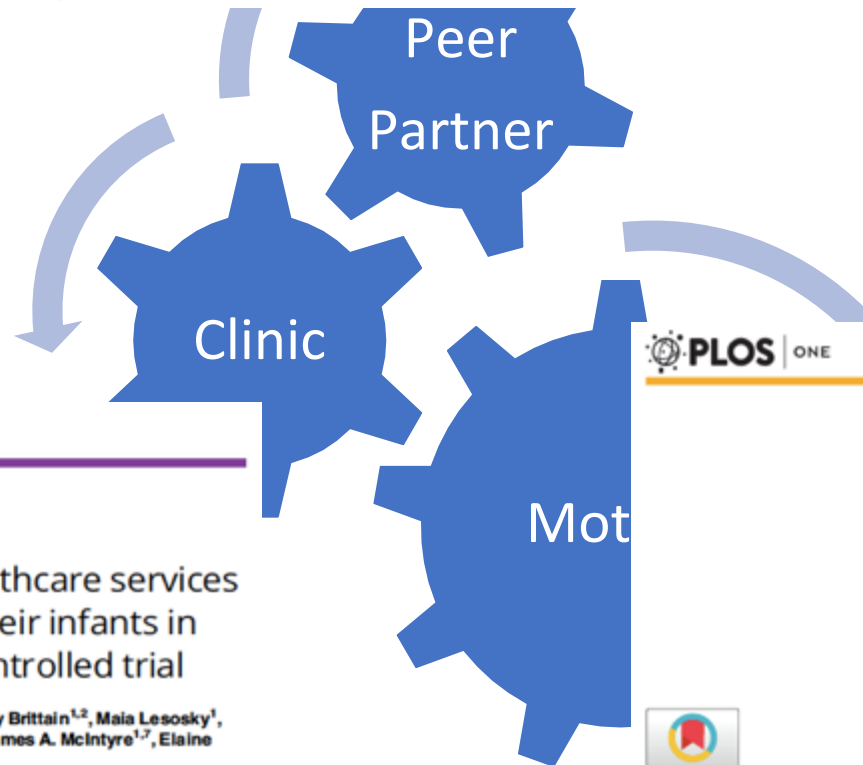 Peer
Partner
Clinic
PLOS ONE
Mot
thcare services
eir infants in
ntrolled trial
y Brittain1,2, Maia Lesosky1,
mes A. McIntyre1,7, Elaine